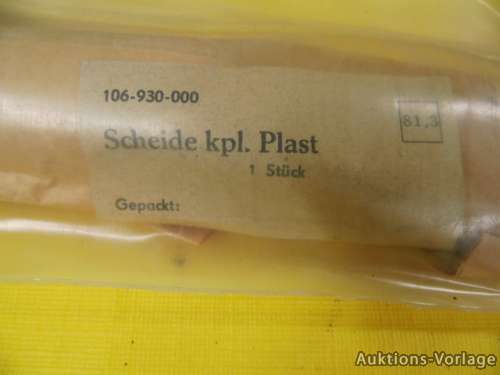 106-930-000
81,3
Scheide kpl. Plast
1 Stück
Gepackt:
Auktions-Vorlage